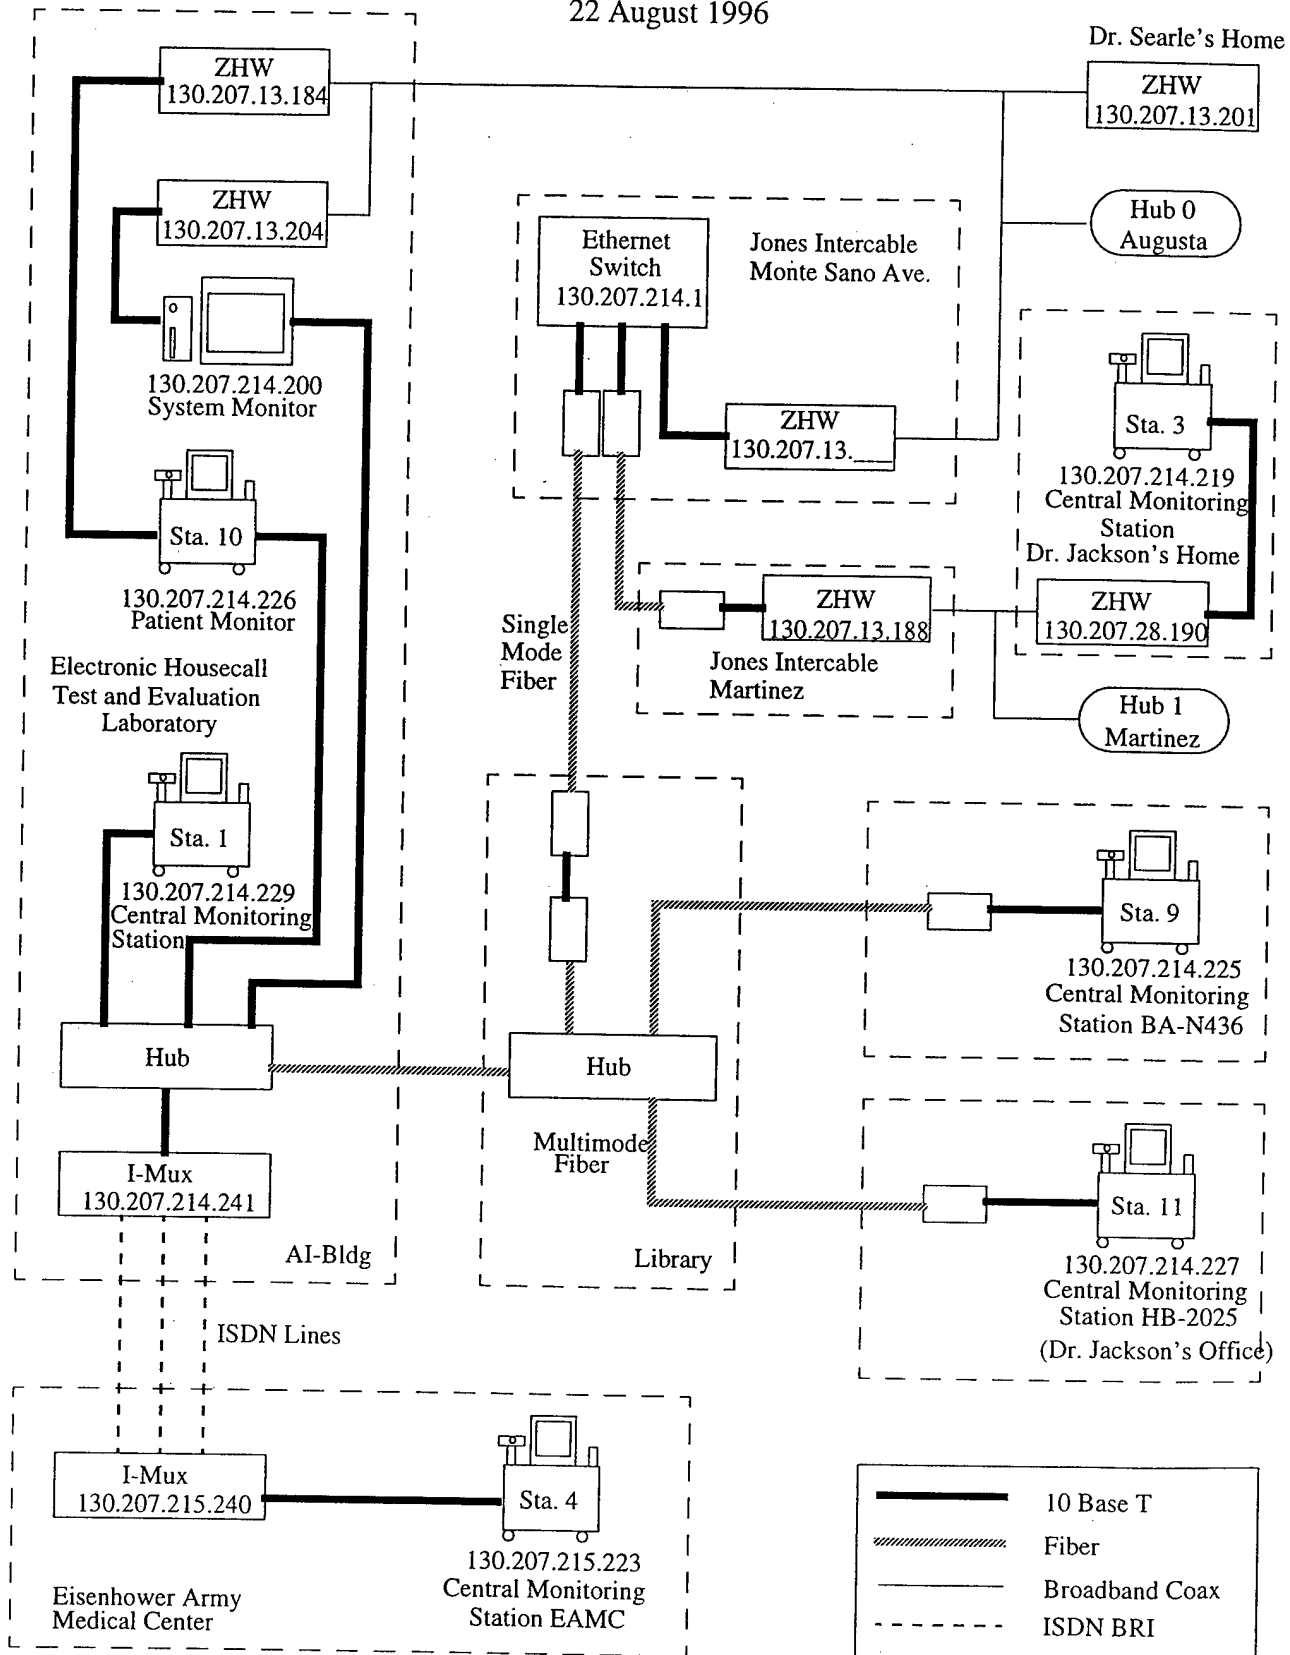 22 August 1996
Dr. Searle's Home
ZHW
130.207.13.184
ZHW
130.207.13.201
ZHW
130.207.13.204
Hub 0
Augusta
Ethernet
Switch
130.207.214.1
Jones Intercable
Monte Sano Ave.
130.207.214.200
System Monitor
ZHW
130.207.13.___
Sta. 3
130.207.214.219
Central Monitoring
Station
Dr. Jackson's Home
Sta. 10
130.207.214.226
Patient Monitor
ZHW
130.207.13.188
ZHW
130.207.28.190
Single
Mode
Fiber
Jones Intercable
Martinez
Hub 1
Martinez
Electronic Housecall
Test and Evaluation
Laboratory
Sta. 1
130.207.214.229
Central Monitoring
Station
Sta. 9
130.207.214.225
Central Monitoring
Station BA-N436
Hub
Hub
Multimode
Fiber
I-Mux
130.207.214.241
AI-Bldg
Library
Sta. 11
130.207.214.227
Central Monitoring
Station HB-2025
(Dr. Jackson's Office)
ISDN Lines
I-Mux
130.207.215.240
Sta. 4
130.207.215.223
Central Monitoring
Station EAMC
Eisenhower Army
Medical Center
10 Base T
Fiber
Broadband Coax
ISDN BRI